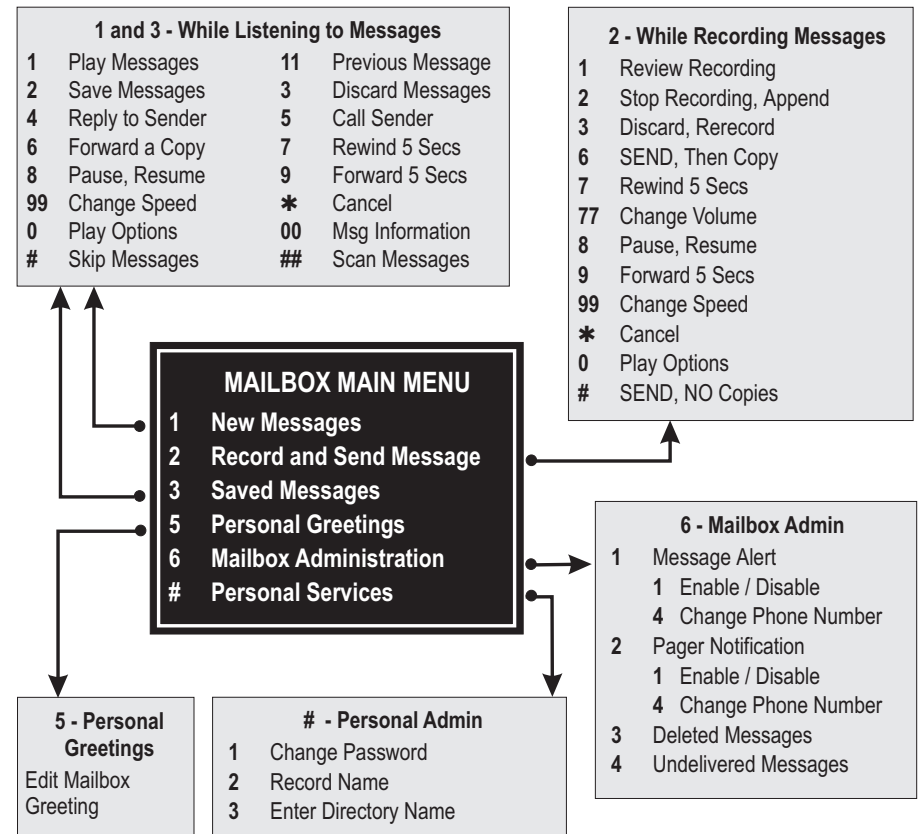 1 and 3 - While Listening to Messages
1 Play Messages 11 Previous Message
2 Save Messages 3 Discard Messages
4 Reply to Sender 5 Call Sender
6 Forward a Copy 7 Rewind 5 Secs
8 Pause, Resume 9 Forward 5 Secs
99 Change Speed ✱ Cancel
0 Play Options 00 Msg Information
# Skip Messages ## Scan Messages
2 - While Recording Messages
1 Review Recording
2 Stop Recording, Append
3 Discard, Rerecord
6 SEND, Then Copy
7 Rewind 5 Secs
77 Change Volume
8 Pause, Resume
9 Forward 5 Secs
99 Change Speed
✱ Cancel
0 Play Options
# SEND, NO Copies
MAILBOX MAIN MENU
1 New Messages
2 Record and Send Message
3 Saved Messages
5 Personal Greetings
6 Mailbox Administration
# Personal Services
6 - Mailbox Admin
1 Message Alert
1 Enable / Disable
4 Change Phone Number
2 Pager Notification
1 Enable / Disable
4 Change Phone Number
3 Deleted Messages
4 Undelivered Messages
5 - Personal
Greetings
Edit Mailbox
Greeting
# - Personal Admin
1 Change Password
2 Record Name
3 Enter Directory Name